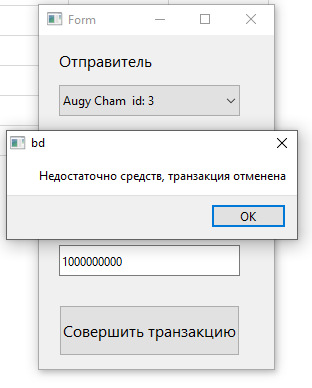 Form
Отправитель
Augy Cham id: 3
bd
Недостаточно средств, транзакция отменена
OK
1000000000
Совершить транзакцию